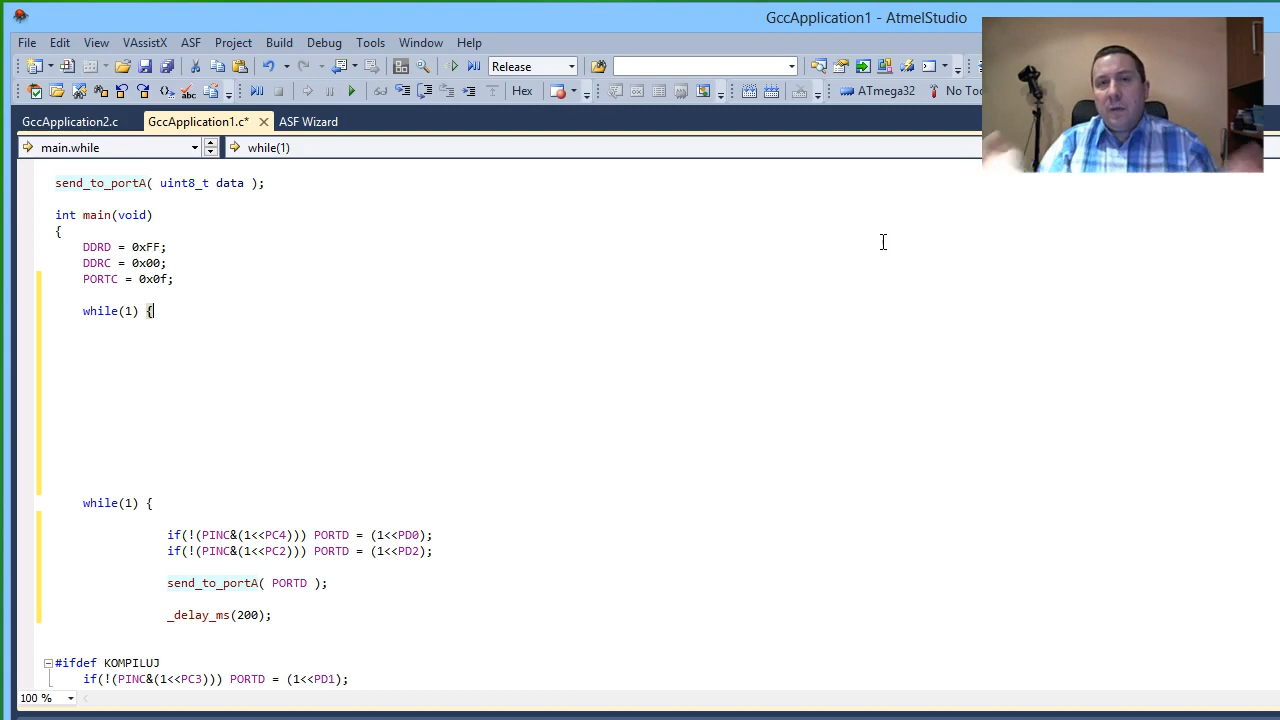 GccApplication1 - AtmelStudio
File Edit View VAssistX ASF Project Build Debug Tools Window Help
Release
Hex ATmega32 No Too
GccApplication2.c GccApplication1.c* ASF Wizard
main.while while(1)
send_to_portA( uint8_t data );
int main(void)
{
DDRD = 0xFF;
DDRC = 0x00;
PORTC = 0x0f;
while(1) {
while(1) {
if(!(PINC&(1<<PC4))) PORTD = (1<<PD0);
if(!(PINC&(1<<PC2))) PORTD = (1<<PD2);
send_to_portA( PORTD );
_delay_ms(200);
#ifdef KOMPILUJ
if(!(PINC&(1<<PC3))) PORTD = (1<<PD1);
100 %